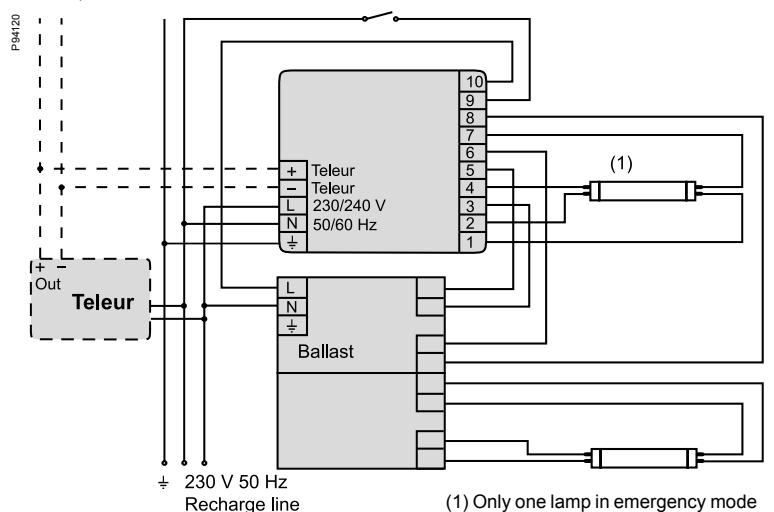 P94120
10
9
8
7
6
5
4
3
2
1
+ Teleur
− Teleur
L 230/240 V
N 50/60 Hz
⏚
(1)
+ −
Out
Teleur
L
N
⏚
Ballast
⏚ 230 V 50 Hz
Recharge line
(1) Only one lamp in emergency mode